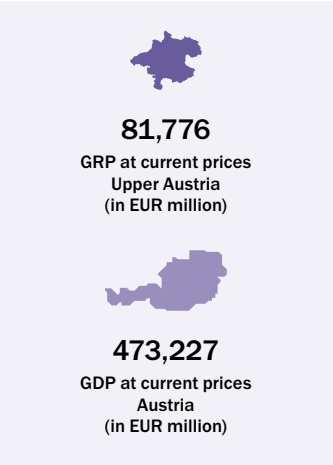 81,776
GRP at current prices
Upper Austria
(in EUR million)
473,227
GDP at current prices
Austria
(in EUR million)